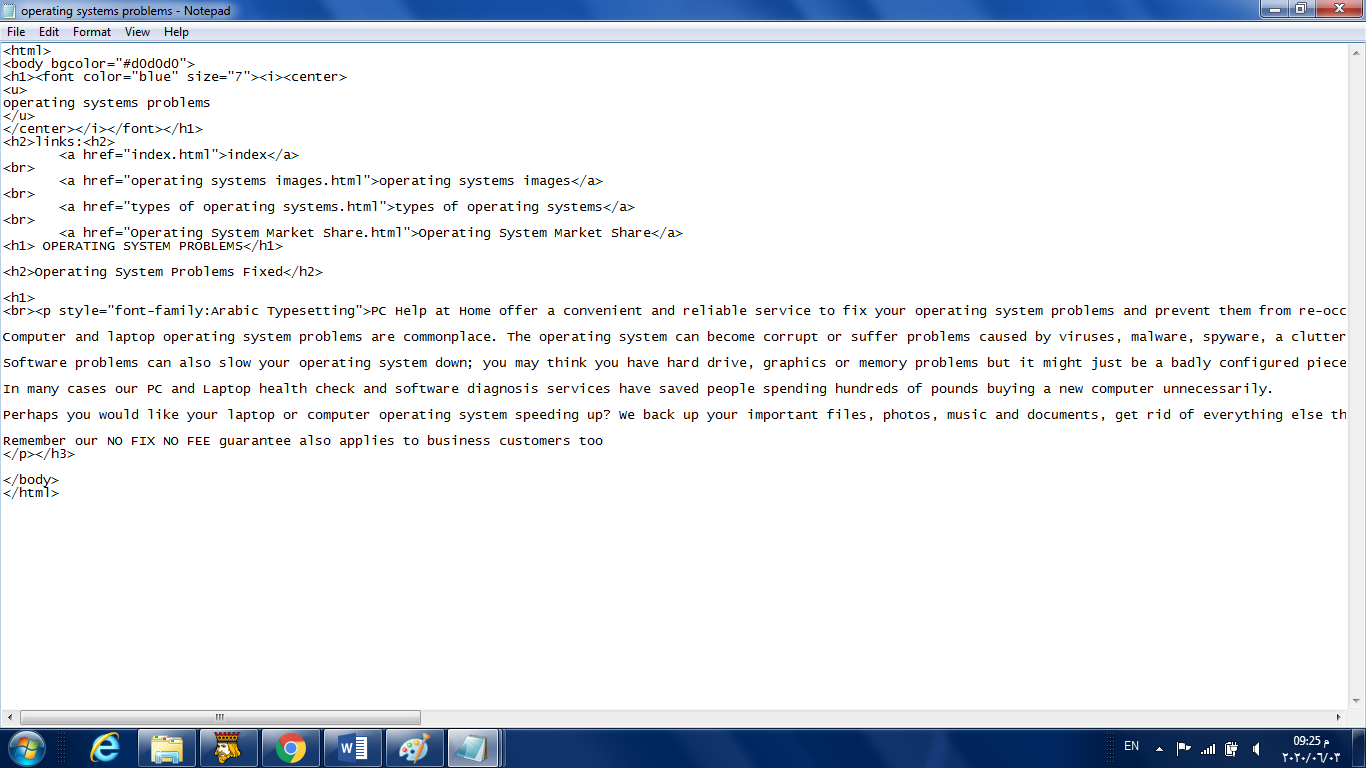 operating systems problems - Notepad
File Edit Format View Help
<html>
<body bgcolor="#d0d0d0">
<h1><font color="blue" size="7"><i><center>
<u>
operating systems problems
</u>
</center></i></font></h1>
<h2>links:<h2>
<a href="index.html">index</a>
<br>
<a href="operating systems images.html">operating systems images</a>
<br>
<a href="types of operating systems.html">types of operating systems</a>
<br>
<a href="Operating System Market Share.html">Operating System Market Share</a>
<h1> OPERATING SYSTEM PROBLEMS</h1>
<h2>Operating System Problems Fixed</h2>
<h1>
<br><p style="font-family:Arabic Typesetting">PC Help at Home offer a convenient and reliable service to fix your operating system problems and prevent them from re-occ
Computer and laptop operating system problems are commonplace. The operating system can become corrupt or suffer problems caused by viruses, malware, spyware, a clutter
Software problems can also slow your operating system down; you may think you have hard drive, graphics or memory problems but it might just be a badly configured piece
In many cases our PC and Laptop health check and software diagnosis services have saved people spending hundreds of pounds buying a new computer unnecessarily.
Perhaps you would like your laptop or computer operating system speeding up? We back up your important files, photos, music and documents, get rid of everything else th
Remember our NO FIX NO FEE guarantee also applies to business customers too
</p></h3>
</body>
</html>
EN
09:25 م
٢٠٢٠/٠٦/٠٣